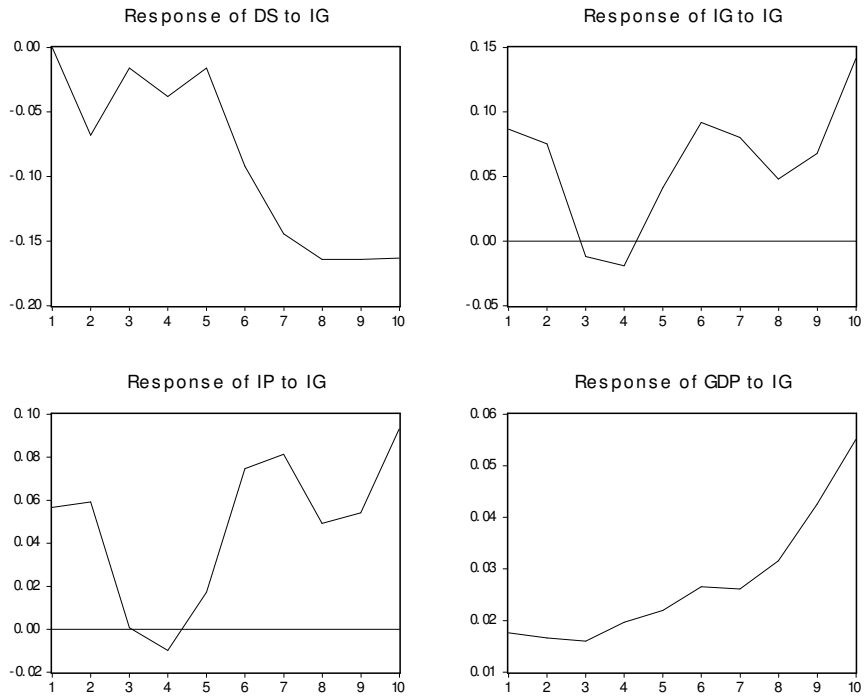 Response of DS to IG
0.00
-0.05
-0.10
-0.15
-0.20
1 2 3 4 5 6 7 8 9 10
Response of IG to IG
0.15
0.10
0.05
0.00
-0.05
1 2 3 4 5 6 7 8 9 10
Response of IP to IG
0.10
0.08
0.06
0.04
0.02
0.00
-0.02
1 2 3 4 5 6 7 8 9 10
Response of GDP to IG
0.06
0.05
0.04
0.03
0.02
0.01
1 2 3 4 5 6 7 8 9 10